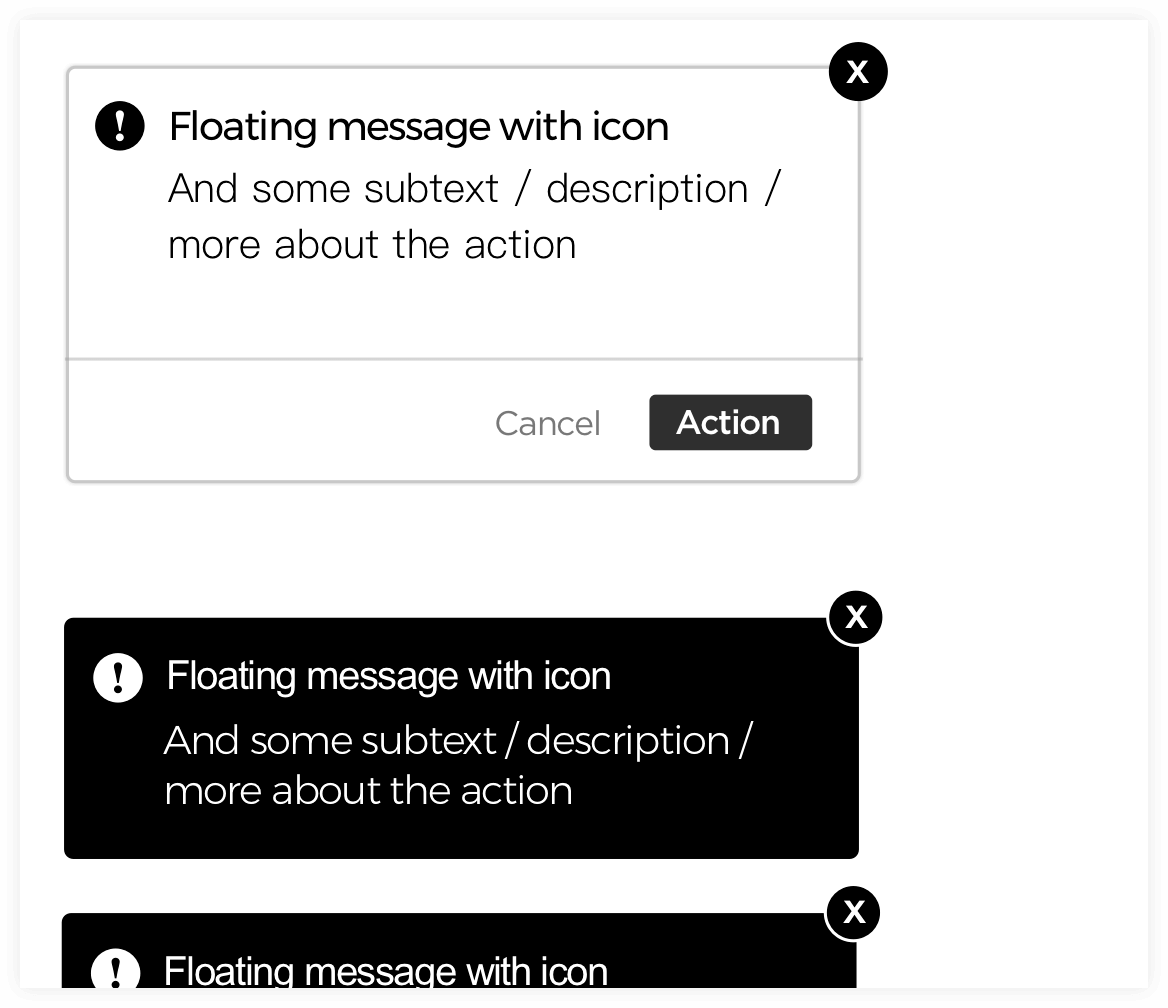 X
! Floating message with icon
And some subtext / description /
more about the action
Cancel Action
X
! Floating message with icon
And some subtext / description /
more about the action
X
! Floating message with icon